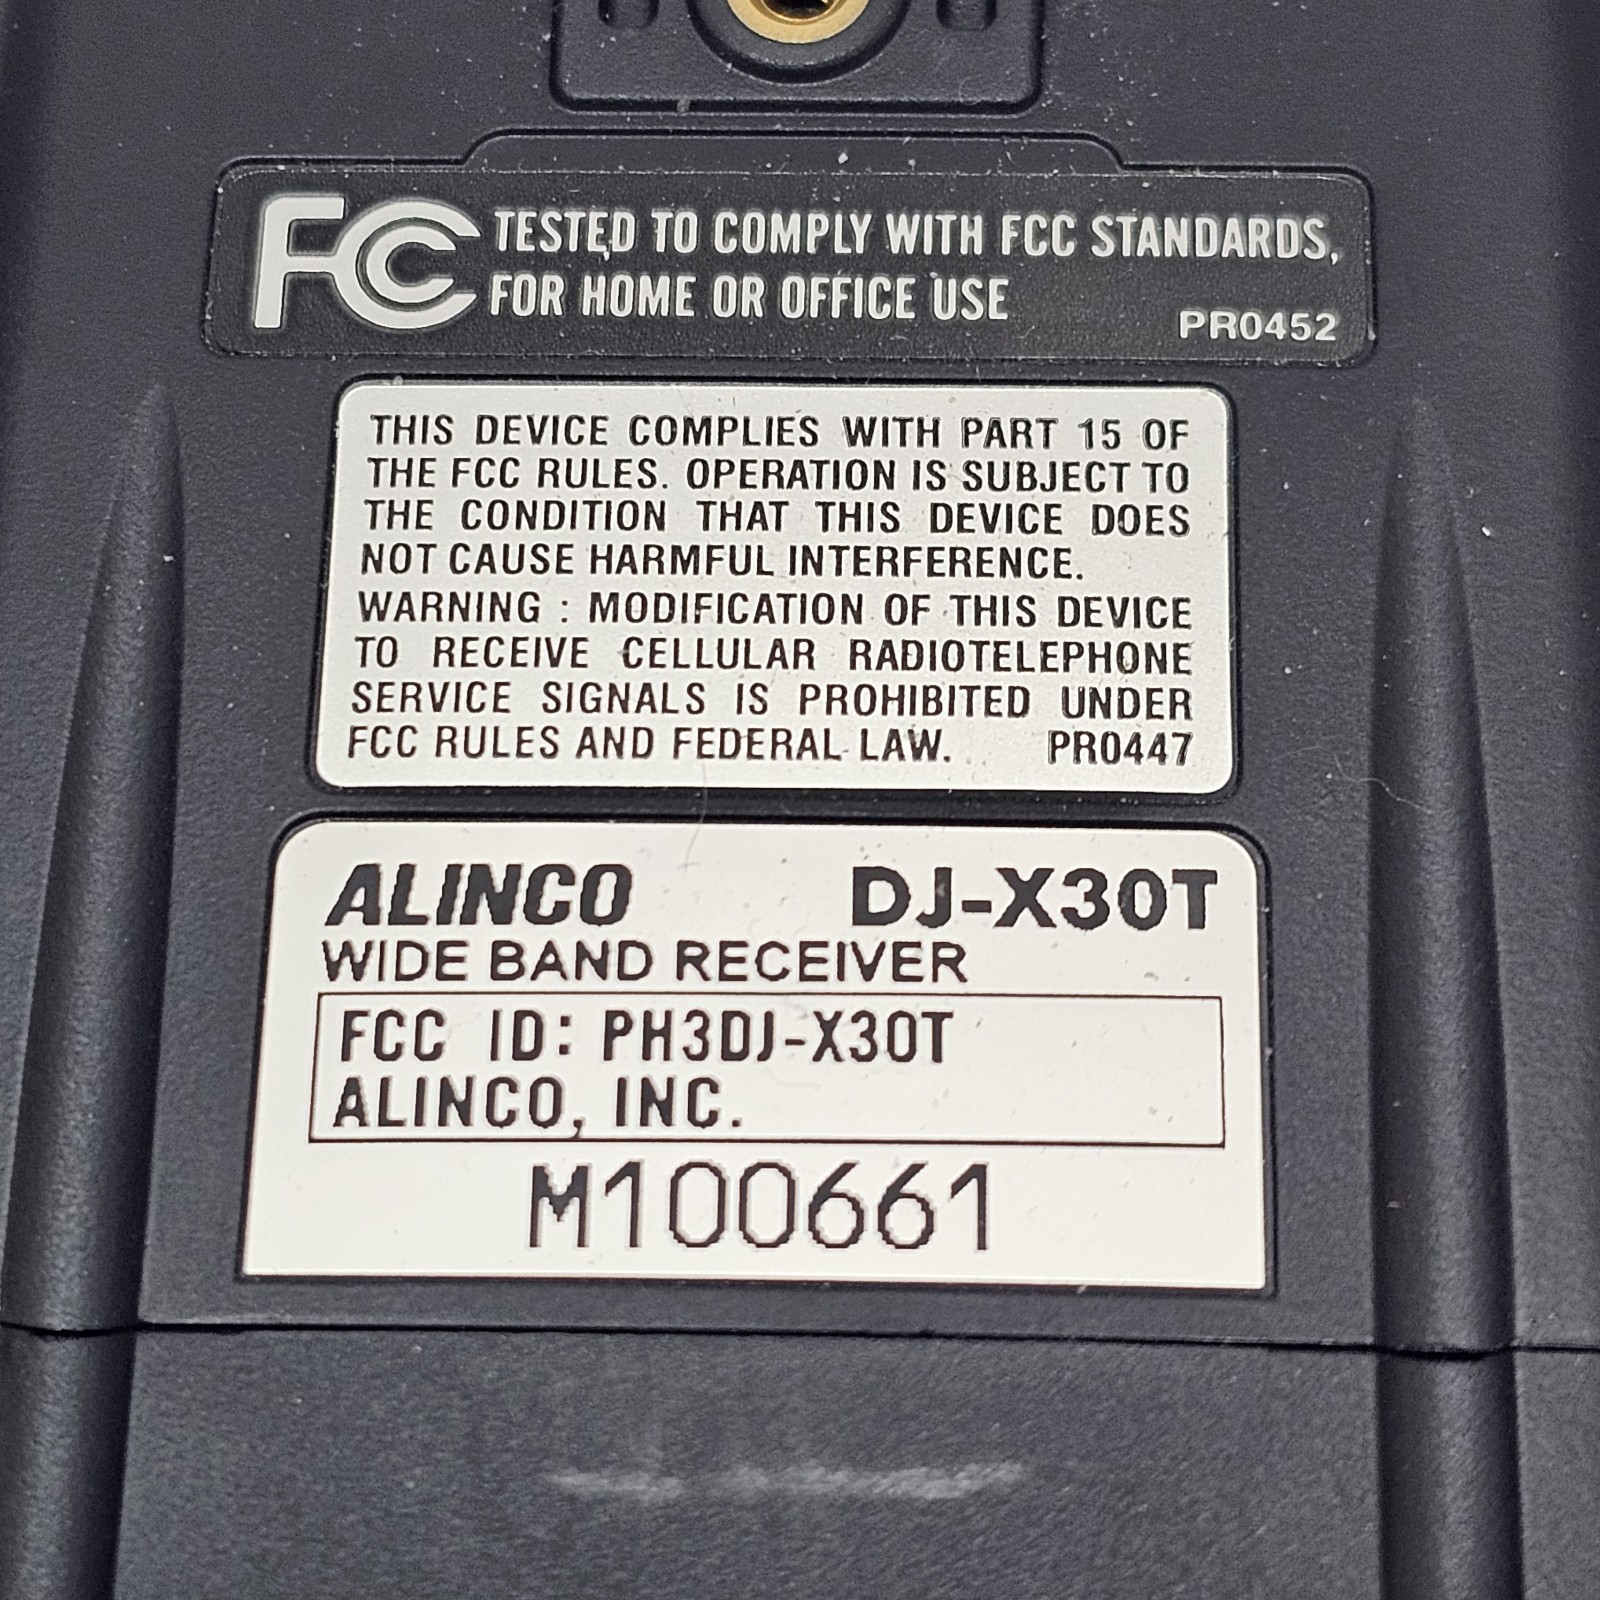 FCC TESTED TO COMPLY WITH FCC STANDARDS,
FOR HOME OR OFFICE USE
PR0452
THIS DEVICE COMPLIES WITH PART 15 OF
THE FCC RULES. OPERATION IS SUBJECT TO
THE CONDITION THAT THIS DEVICE DOES
NOT CAUSE HARMFUL INTERFERENCE.
WARNING : MODIFICATION OF THIS DEVICE
TO RECEIVE CELLULAR RADIOTELEPHONE
SERVICE SIGNALS IS PROHIBITED UNDER
FCC RULES AND FEDERAL LAW. PR0447
ALINCO DJ-X30T
WIDE BAND RECEIVER
FCC ID: PH3DJ-X30T
ALINCO, INC.
M100661